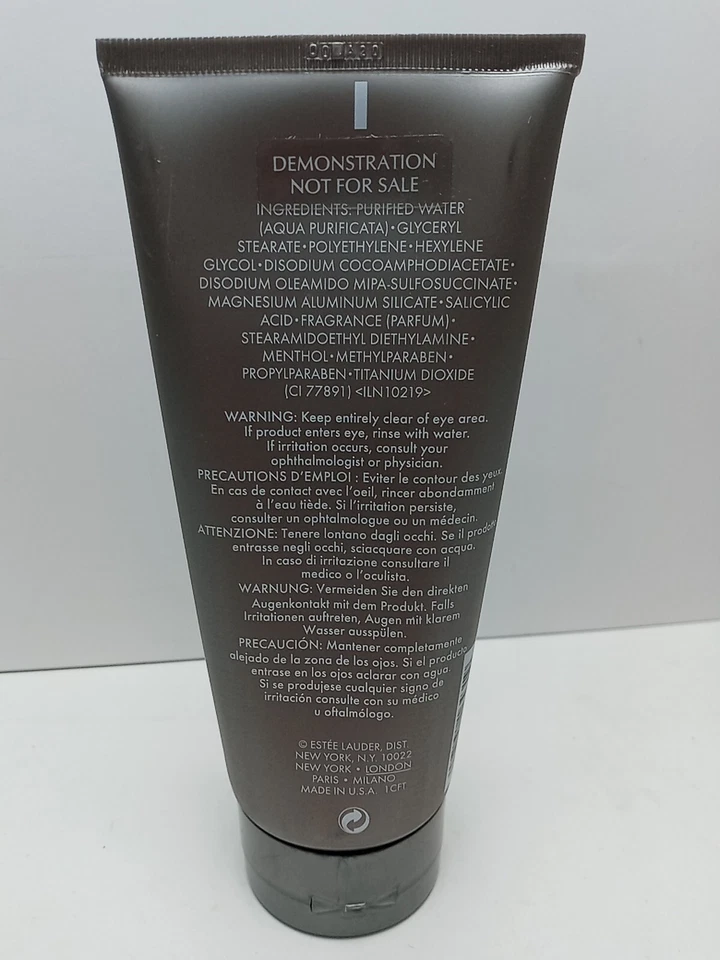 DEMONSTRATION
NOT FOR SALE
INGREDIENTS: PURIFIED WATER
(AQUA PURIFICATA)•GLYCERYL
STEARATE•POLYETHYLENE•HEXYLENE
GLYCOL•DISODIUM COCOAMPHODIACETATE•
DISODIUM OLEAMIDO MIPA-SULFOSUCCINATE•
MAGNESIUM ALUMINUM SILICATE•SALICYLIC
ACID•FRAGRANCE (PARFUM)•
STEARAMIDOETHYL DIETHYLAMINE•
MENTHOL•METHYLPARABEN•
PROPYLPARABEN•TITANIUM DIOXIDE
(CI 77891) <ILN10219>
WARNING: Keep entirely clear of eye area.
If product enters eye, rinse with water.
If irritation occurs, consult your
ophthalmologist or physician.
PRECAUTIONS D'EMPLOI : Eviter le contour des yeux.
En cas de contact avec l'oeil, rincer abondamment
à l'eau tiède. Si l'irritation persiste,
consulter un ophtalmologue ou un médecin.
ATTENZIONE: Tenere lontano dagli occhi. Se il prodotto
entrasse negli occhi, sciacquare con acqua.
In caso di irritazione consultare il
medico o l'oculista.
WARNUNG: Vermeiden Sie den direkten
Augenkontakt mit dem Produkt. Falls
Irritationen auftreten, Augen mit klarem
Wasser ausspülen.
PRECAUCIÓN: Mantener completamente
alejado de la zona de los ojos. Si el producto
entrase en los ojos aclarar con agua.
Si se produjese cualquier signo de
irritación consulte con su médico
u oftalmólogo.
© ESTÉE LAUDER, DIST.
NEW YORK, N.Y. 10022
NEW YORK • LONDON
PARIS • MILANO
MADE IN U.S.A. 1CFT